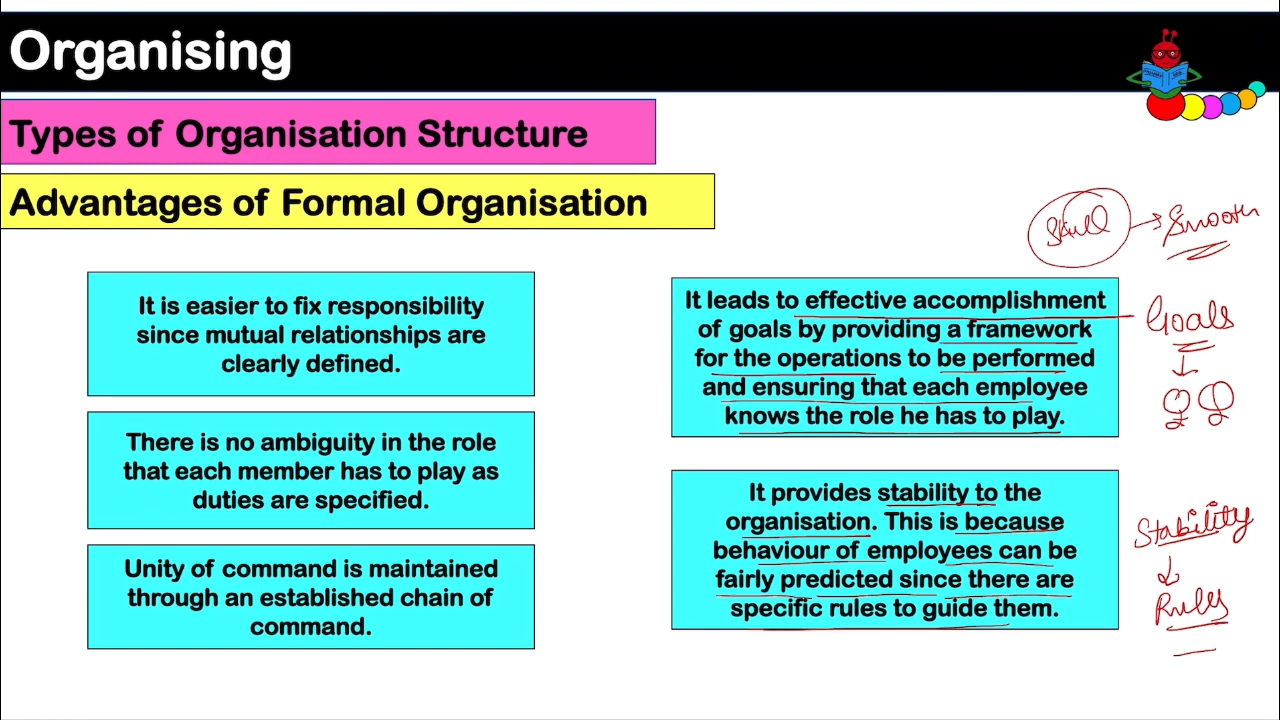 Organising
Types of Organisation Structure
Advantages of Formal Organisation
It is easier to fix responsibility
since mutual relationships are
clearly defined.
There is no ambiguity in the role
that each member has to play as
duties are specified.
Unity of command is maintained
through an established chain of
command.
Skill → Smooth
It leads to effective accomplishment
of goals by providing a framework
for the operations to be performed
and ensuring that each employee
knows the role he has to play.
Goals
It provides stability to the
organisation. This is because
behaviour of employees can be
fairly predicted since there are
specific rules to guide them.
Stability
Rules